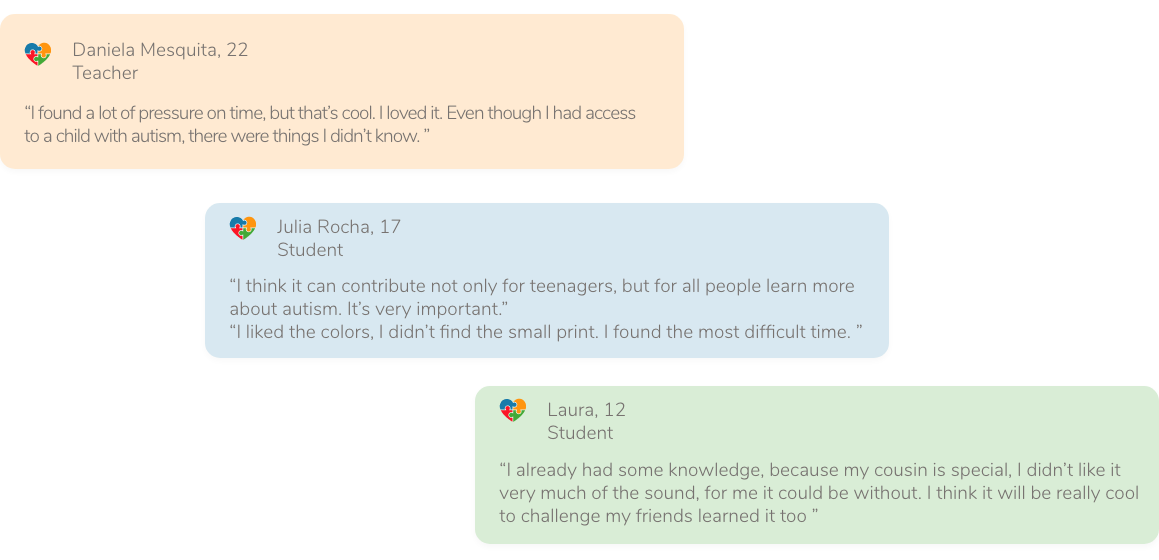 Daniela Mesquita, 22
Teacher
“I found a lot of pressure on time, but that’s cool. I loved it. Even though I had access
to a child with autism, there were things I didn’t know. ”
Julia Rocha, 17
Student
“I think it can contribute not only for teenagers, but for all people learn more
about autism. It’s very important.”
“I liked the colors, I didn’t find the small print. I found the most difficult time. ”
Laura, 12
Student
“I already had some knowledge, because my cousin is special, I didn’t like it
very much of the sound, for me it could be without. I think it will be really cool
to challenge my friends learned it too ”